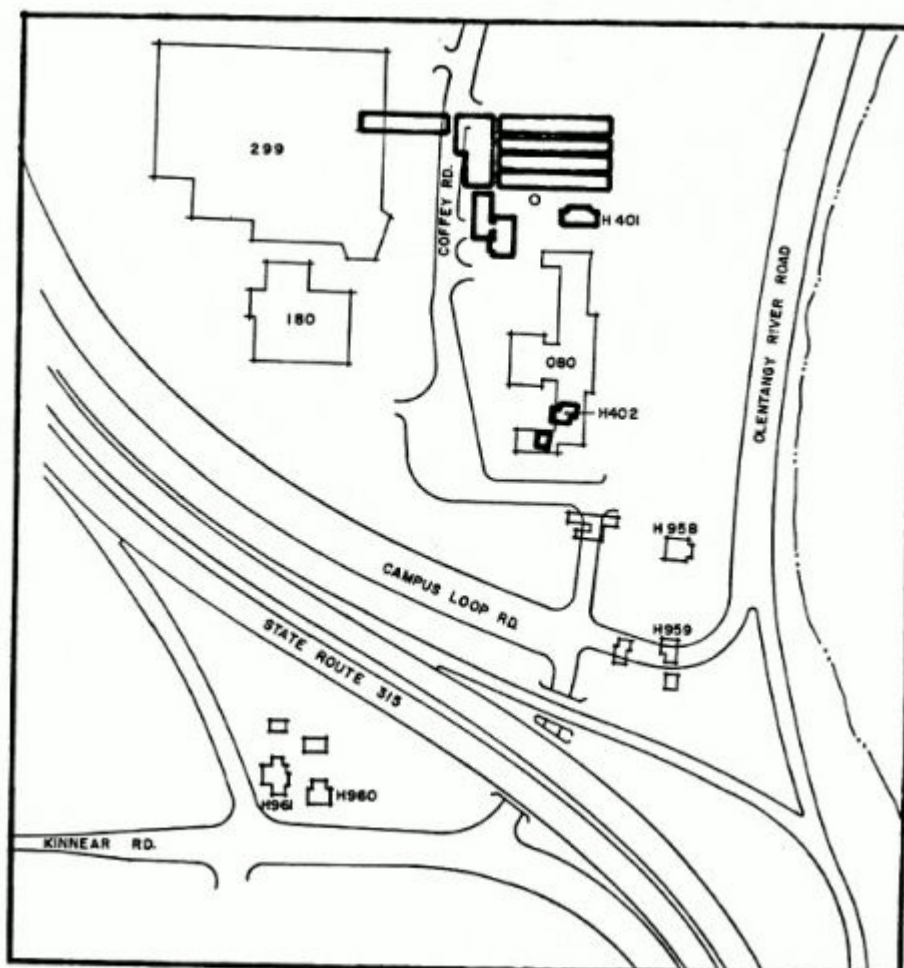 299
COFFEY RD.
H 401
OLENTANGY RIVER ROAD
180
080
H402
H 958
CAMPUS LOOP RD.
H959
STATE ROUTE 315
H961
H960
KINNEAR RD.